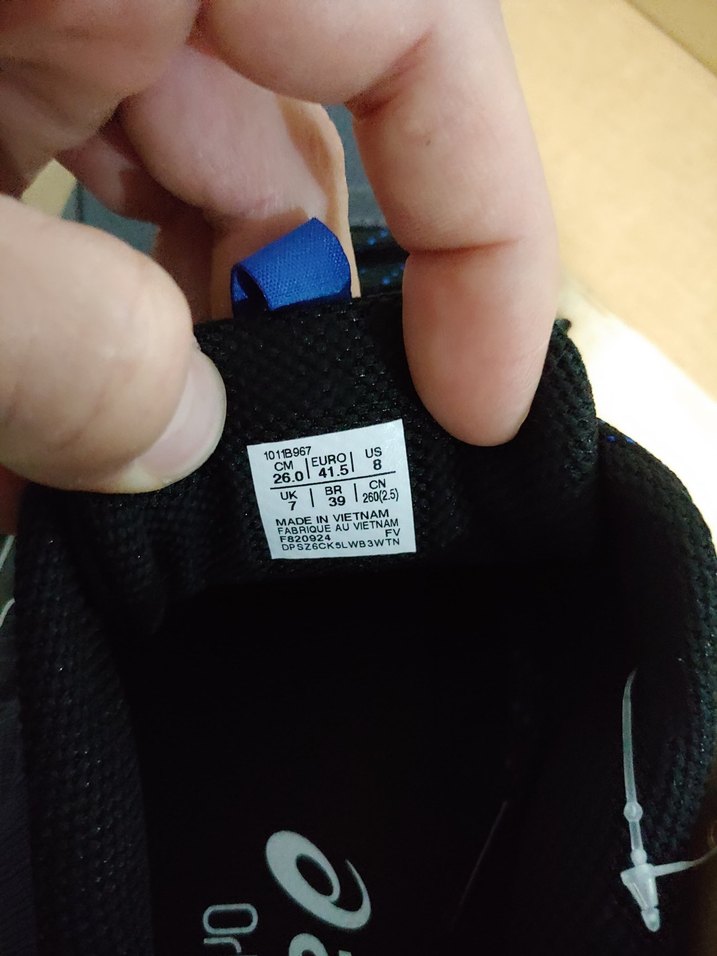 1011B967
CM EURO US
26.0 41.5 8
UK BR CN
7 39 260(2.5)
MADE IN VIETNAM
FABRIQUE AU VIETNAM
F820924 FV
DPSZ6CK5LWB3WTN